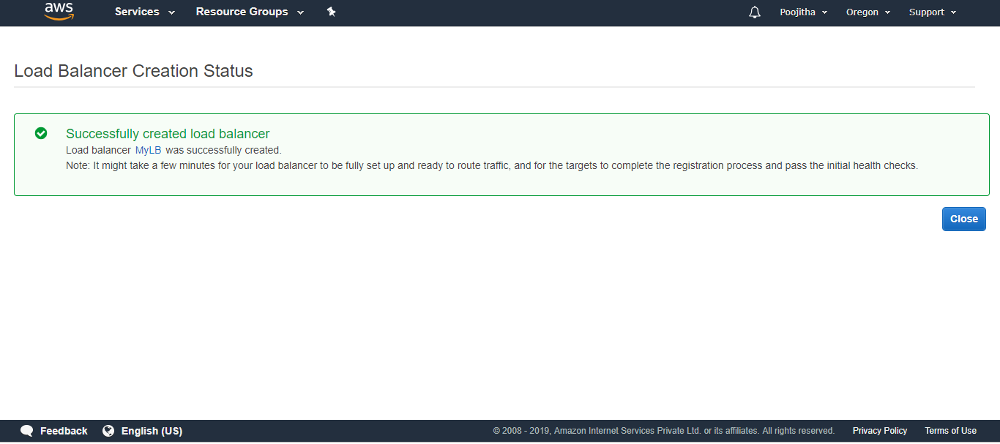 aws Services Resource Groups Poojitha Oregon Support
Load Balancer Creation Status
Successfully created load balancer
Load balancer MyLB was successfully created.
Note: It might take a few minutes for your load balancer to be fully set up and ready to route traffic, and for the targets to complete the registration process and pass the initial health checks.
Close
Feedback English (US) © 2008 - 2019, Amazon Internet Services Private Ltd. or its affiliates. All rights reserved. Privacy Policy Terms of Use